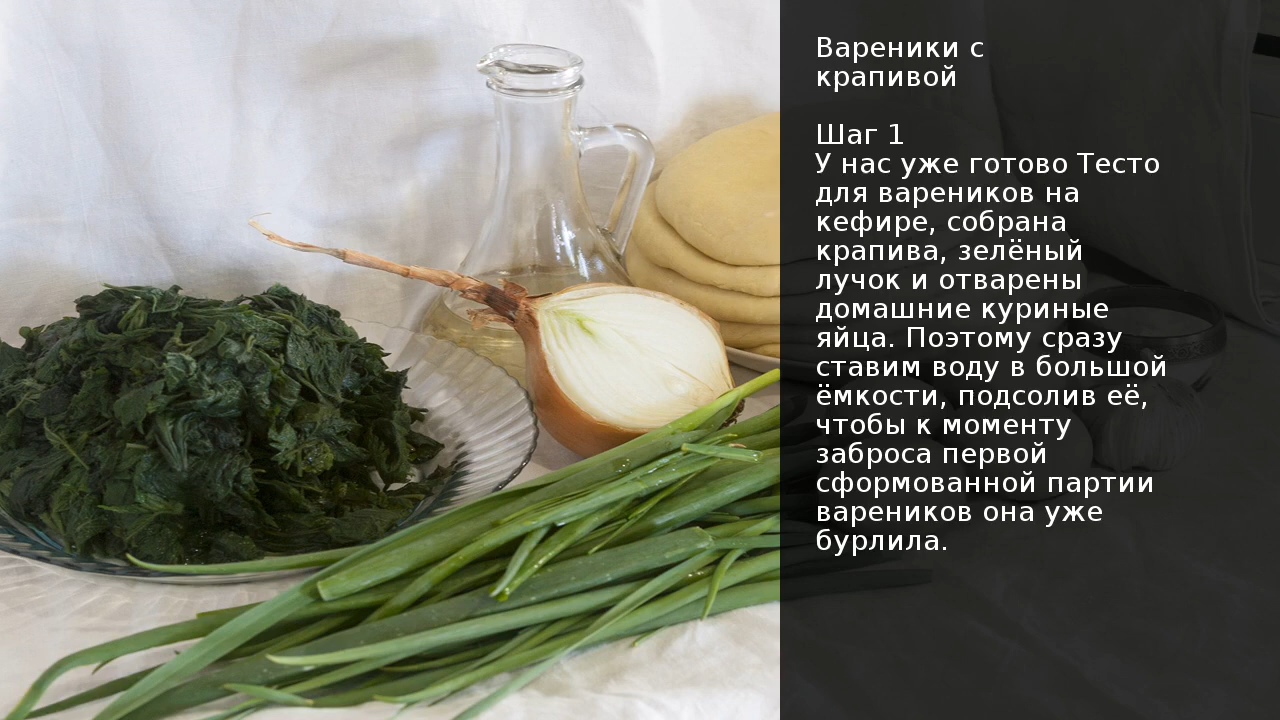 Вареники с
крапивой
Шаг 1
У нас уже готово Тесто
для вареников на
кефире, собрана
крапива, зелёный
лучок и отварены
домашние куриные
яйца. Поэтому сразу
ставим воду в большой
ёмкости, подсолив её,
чтобы к моменту
заброса первой
сформованной партии
вареников она уже
бурлила.